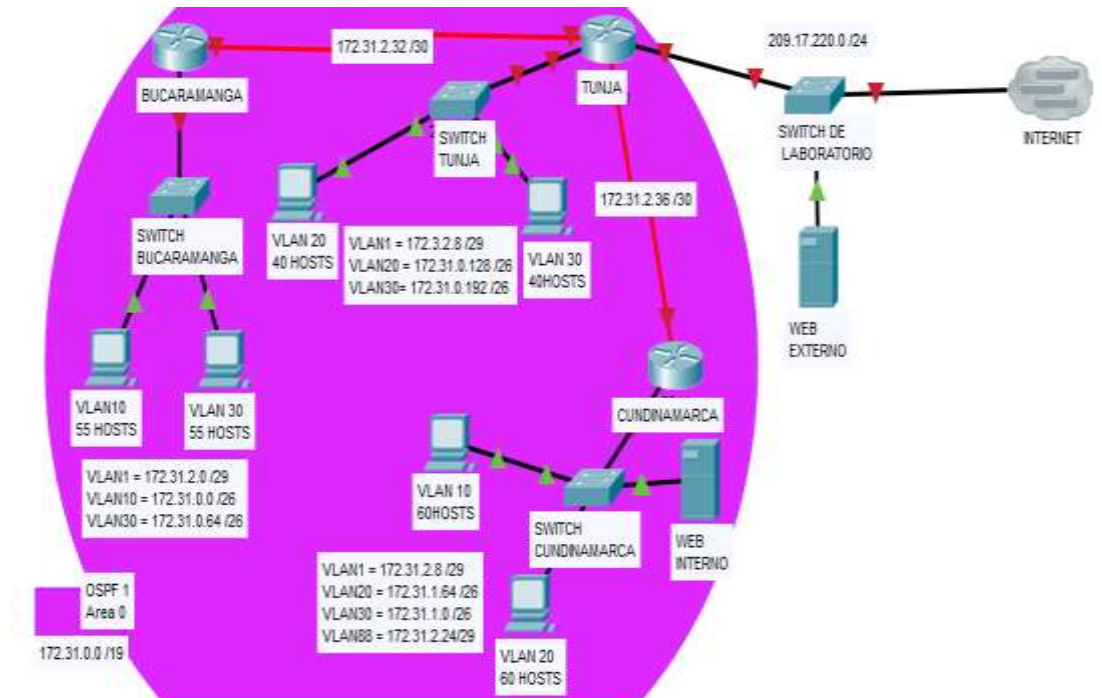 172.31.2.32 /30
209.17.220.0 /24
BUCARAMANGA
TUNJA
SWITCH
TUNJA
SWITCH DE
LABORATORIO
INTERNET
172.31.2.36 /30
SWITCH
BUCARAMANGA
VLAN 20
40 HOSTS
VLAN1 = 172.3.2.8 /29
VLAN20 = 172.31.0.128 /26
VLAN30= 172.31.0.192 /26
VLAN 30
40HOSTS
WEB
EXTERNO
VLAN10
55 HOSTS
VLAN 30
55 HOSTS
CUNDINAMARCA
VLAN1 = 172.31.2.0 /29
VLAN10 = 172.31.0.0 /26
VLAN30 = 172.31.0.64 /26
VLAN 10
60HOSTS
SWITCH
CUNDINAMARCA
WEB
INTERNO
VLAN1 = 172.31.2.8 /29
VLAN20 = 172.31.1.64 /26
VLAN30 = 172.31.1.0 /26
VLAN88 = 172.31.2.24/29
OSPF 1
Area 0
172.31.0.0 /19
VLAN 20
60 HOSTS